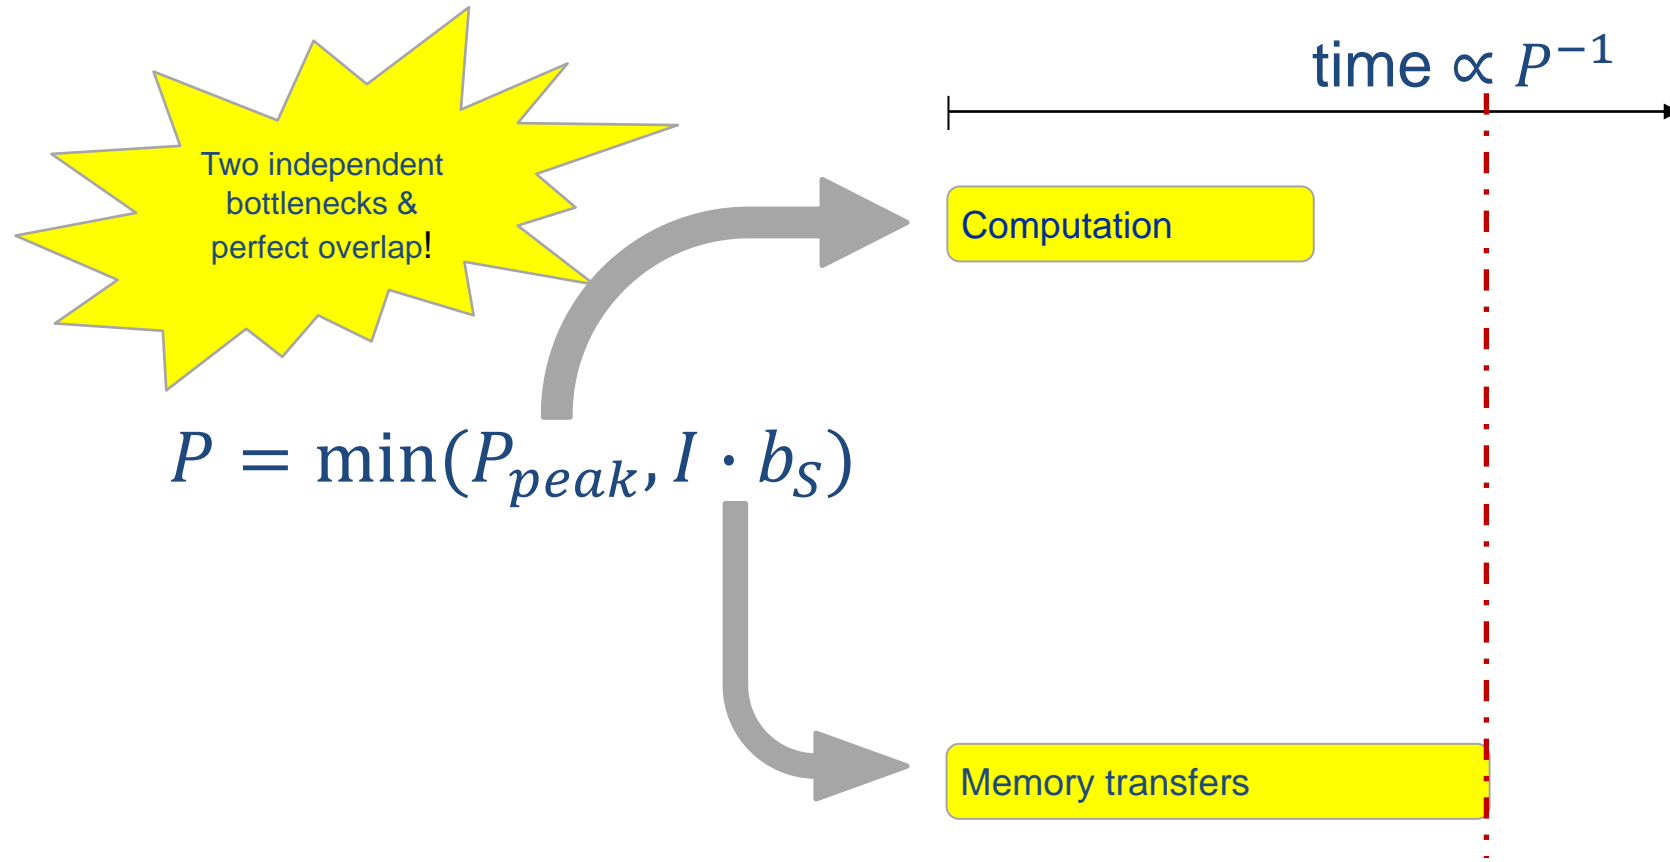 time ∝ P⁻¹
Two independent
bottlenecks &
perfect overlap!
Computation
P = min(P_peak, I · b_S)
Memory transfers